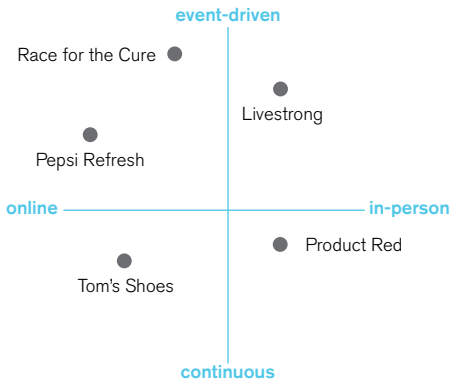 event-driven
Race for the Cure
Livestrong
Pepsi Refresh
online
in-person
Product Red
Tom's Shoes
continuous